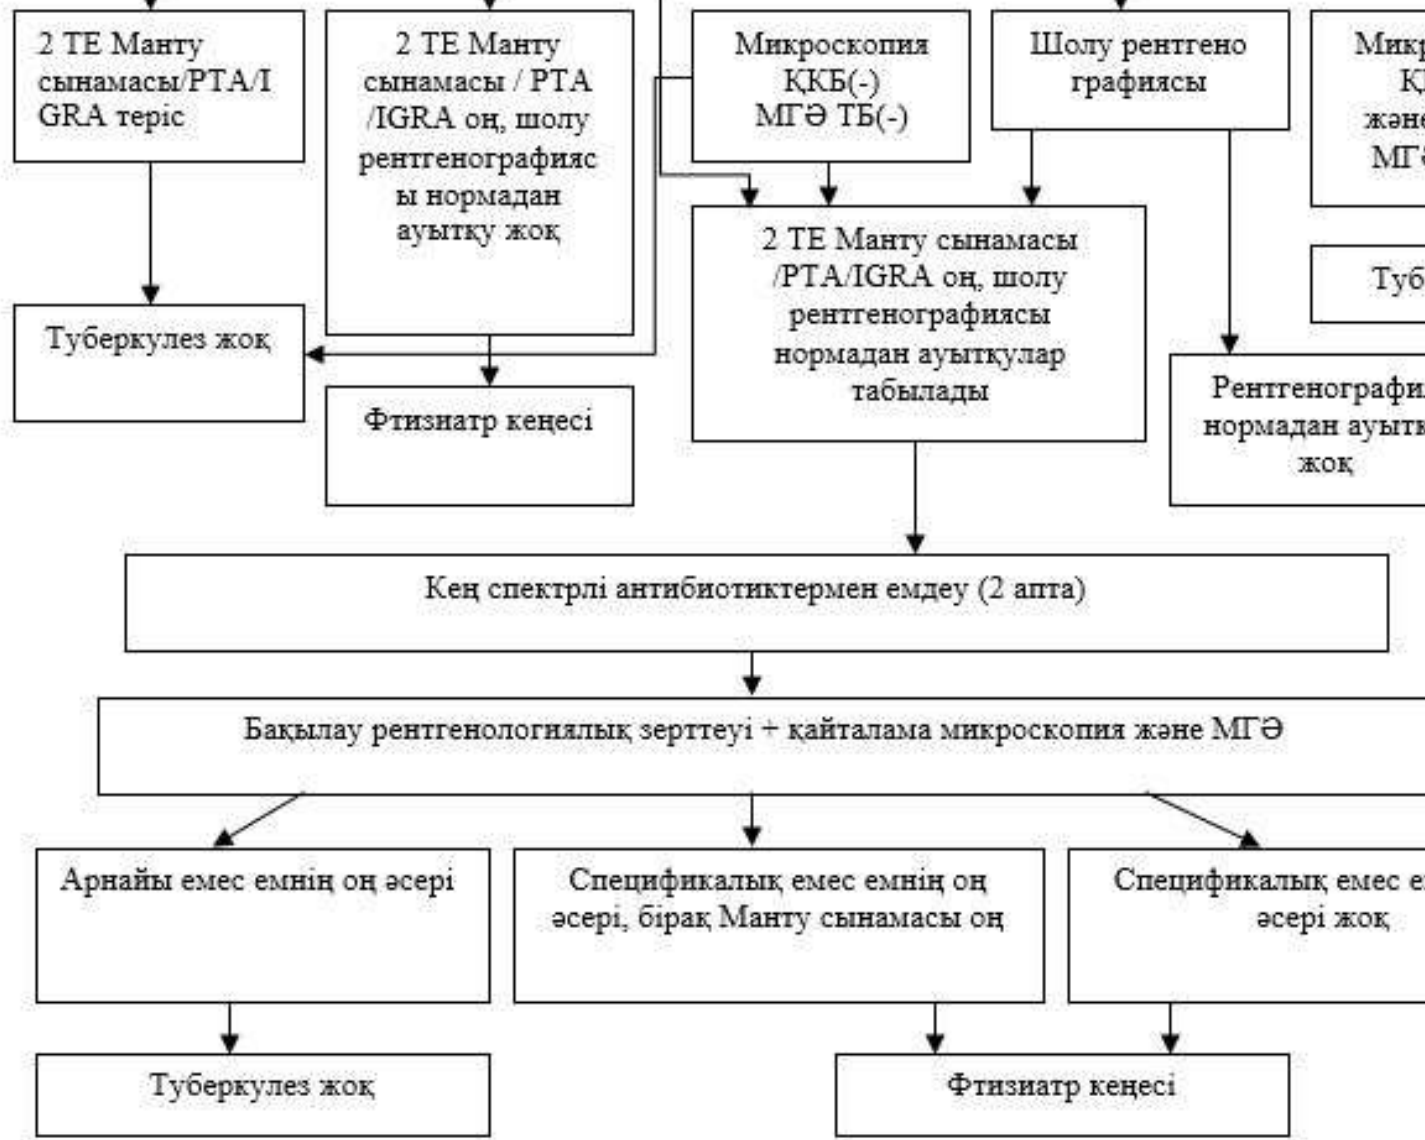 2 ТЕ Манту
сынамасы/РТА/I
GRA теріс
2 ТЕ Манту
сынамасы / РТА
/IGRA оң, шолу
рентгенографияс
ы нормадан
ауытқу жоқ
Микроскопия
ҚКБ(-)
МГӘ ТБ(-)
Шолу рентгено
графиясы
2 ТЕ Манту сынамасы
/РТА/IGRA оң, шолу
рентгенографиясы
нормадан ауытқулар
табылады
Туберкулез жоқ
Фтизиатр кеңесі
нормадан
жоқ
Кең спектрлі антибиотиктермен емдеу (2 апта)
Бақылау рентгенологиялық зерттеуі + қайталама микроскопия және МГӘ
Арнайы емес емнің оң әсері
Спецификалық емес емнің оң
әсері, бірақ Манту сынамасы оң
Спецификалық емес
әсері жоқ
Туберкулез жоқ
Фтизиатр кеңесі